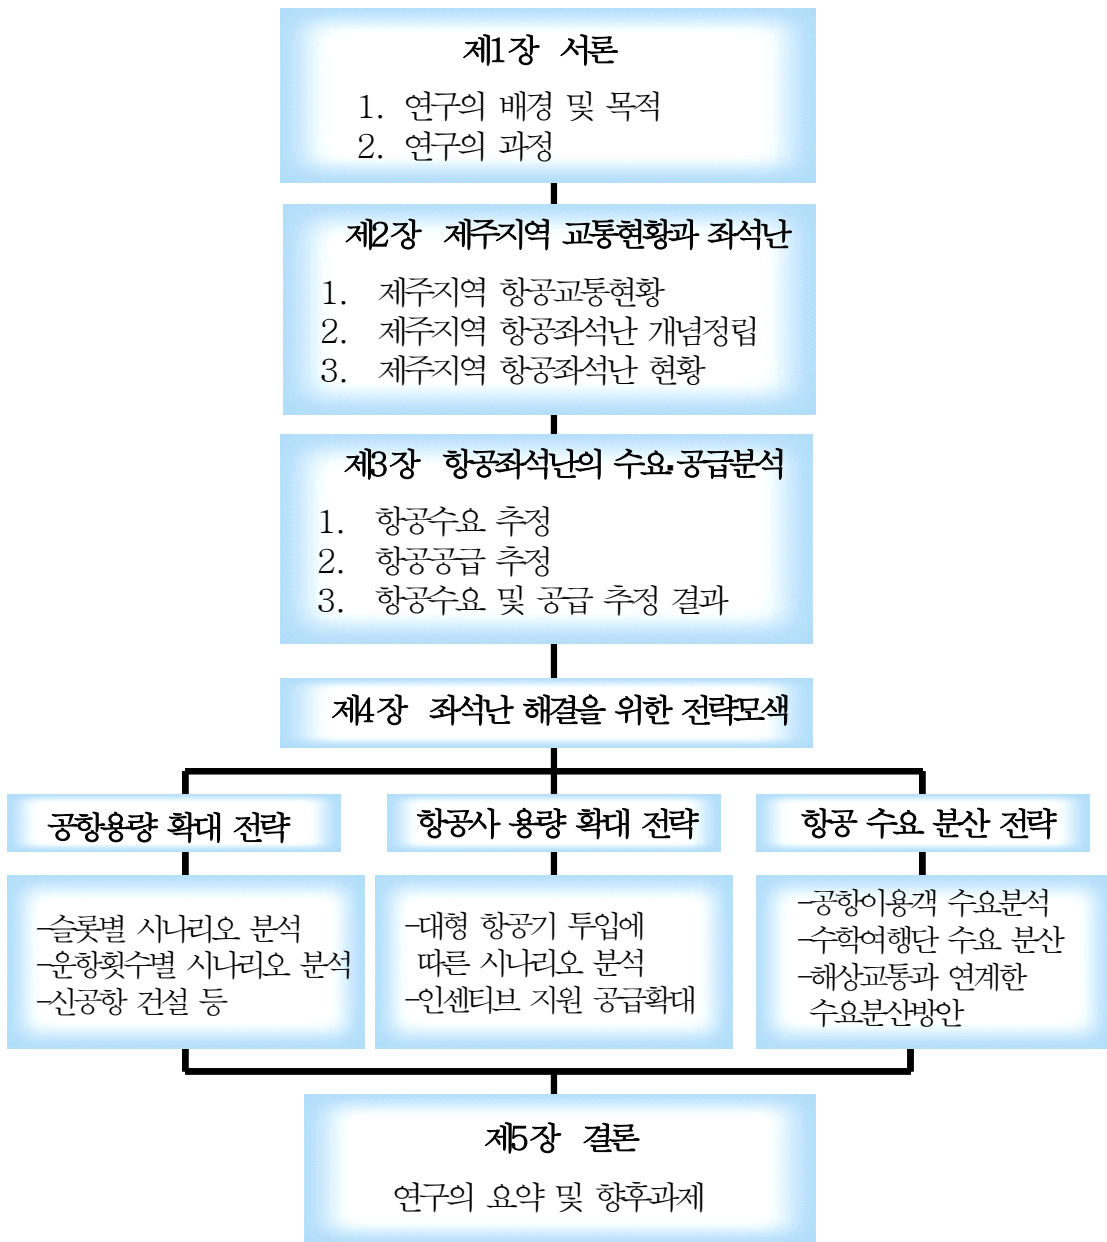 제1장 서론
1. 연구의 배경 및 목적
2. 연구의 과정
제2장 제주지역 교통현황과 좌석난
1. 제주지역 항공교통현황
2. 제주지역 항공좌석난 개념정립
3. 제주지역 항공좌석난 현황
제3장 항공좌석난의 수요·공급분석
1. 항공수요 추정
2. 항공공급 추정
3. 항공수요 및 공급 추정 결과
제4장 좌석난 해결을 위한 전략모색
공항용량 확대 전략
-슬롯별 시나리오 분석
-운항횟수별 시나리오 분석
-신공항 건설 등
항공사 용량 확대 전략
-대형 항공기 투입에
따른 시나리오 분석
-인센티브 지원 공급확대
항공 수요 분산 전략
-공항이용객 수요분석
-수학여행단 수요 분산
-해상교통과 연계한
수요분산방안
제5장 결론
연구의 요약 및 향후과제